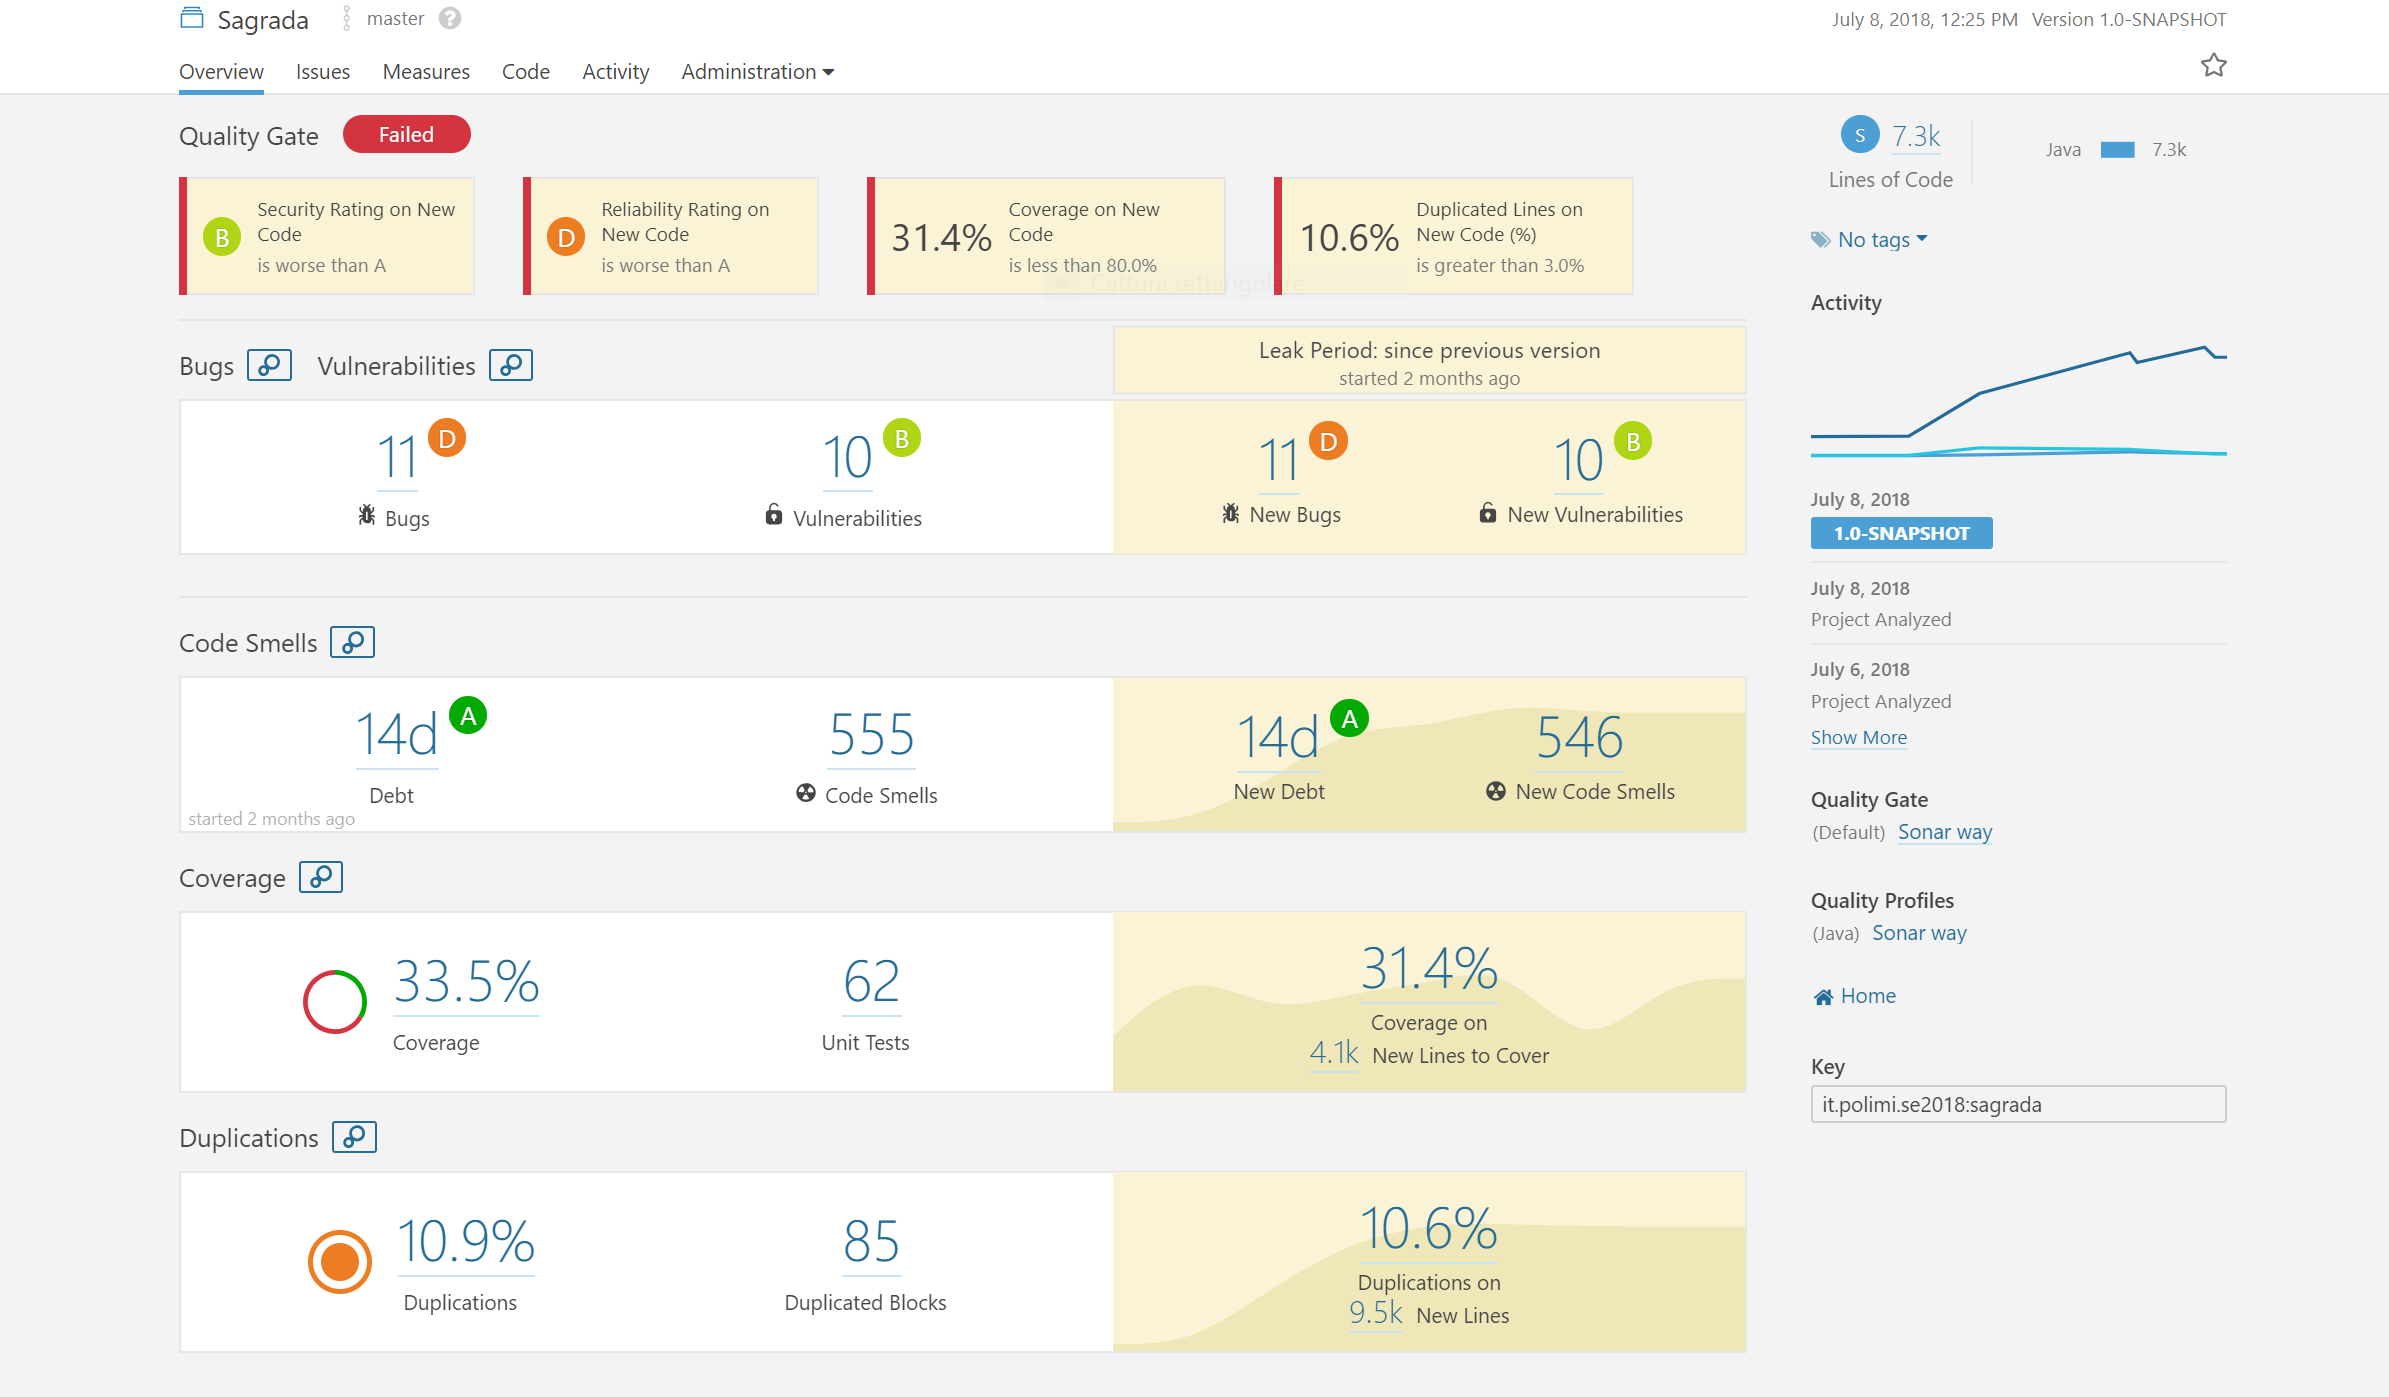 Sagrada master ?
July 8, 2018, 12:25 PM Version 1.0-SNAPSHOT
Overview Issues Measures Code Activity Administration
Quality Gate Failed
B
Security Rating on New
Code
is worse than A
D
Reliability Rating on
New Code
is worse than A
31.4%
Coverage on New
Code
is less than 80.0%
10.6%
Duplicated Lines on
New Code (%)
is greater than 3.0%
Cattura rettangolare
Bugs Vulnerabilities
Leak Period: since previous version
started 2 months ago
11 D
Bugs
10 B
Vulnerabilities
11 D
New Bugs
10 B
New Vulnerabilities
Code Smells
14d A
Debt
started 2 months ago
555
Code Smells
14d A
New Debt
546
New Code Smells
Coverage
33.5%
Coverage
62
Unit Tests
31.4%
Coverage on
4.1k New Lines to Cover
Duplications
10.9%
Duplications
85
Duplicated Blocks
10.6%
Duplications on
9.5k New Lines
S 7.3k
Lines of Code
Java 7.3k
No tags
Activity
July 8, 2018
1.0-SNAPSHOT
July 8, 2018
Project Analyzed
July 6, 2018
Project Analyzed
Show More
Quality Gate
(Default) Sonar way
Quality Profiles
(Java) Sonar way
Home
Key
it.polimi.se2018:sagrada